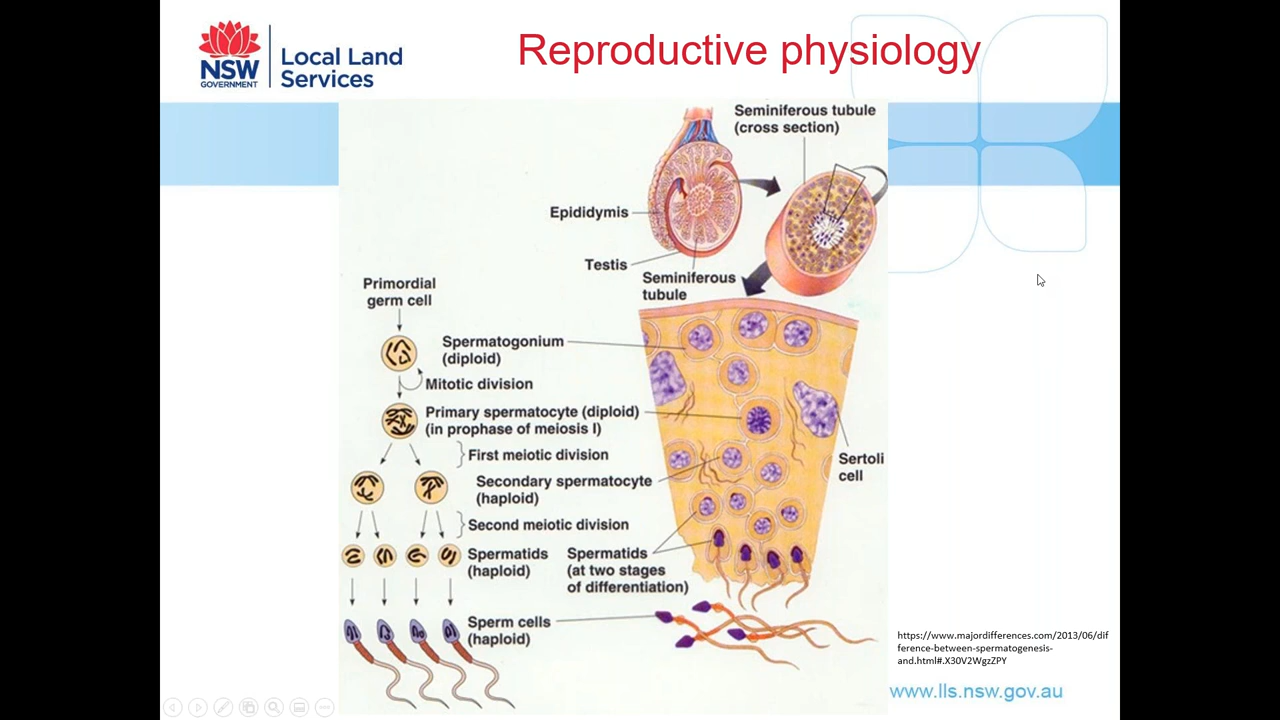 NSW
GOVERNMENT
Local Land
Services
Reproductive physiology
Seminiferous tubule
(cross section)
Epididymis
Testis
Seminiferous
tubule
Primordial
germ cell
Spermatogonium
(diploid)
Mitotic division
Primary spermatocyte (diploid)
(in prophase of meiosis I)
First meiotic division
Sertoli
cell
Secondary spermatocyte
(haploid)
Second meiotic division
Spermatids
(haploid)
Spermatids
(at two stages
of differentiation)
Sperm cells
(haploid)
https://www.majordifferences.com/2013/06/dif
ference-between-spermatogenesis-
and.html#.X30V2WgzZPY
www.lls.nsw.gov.au